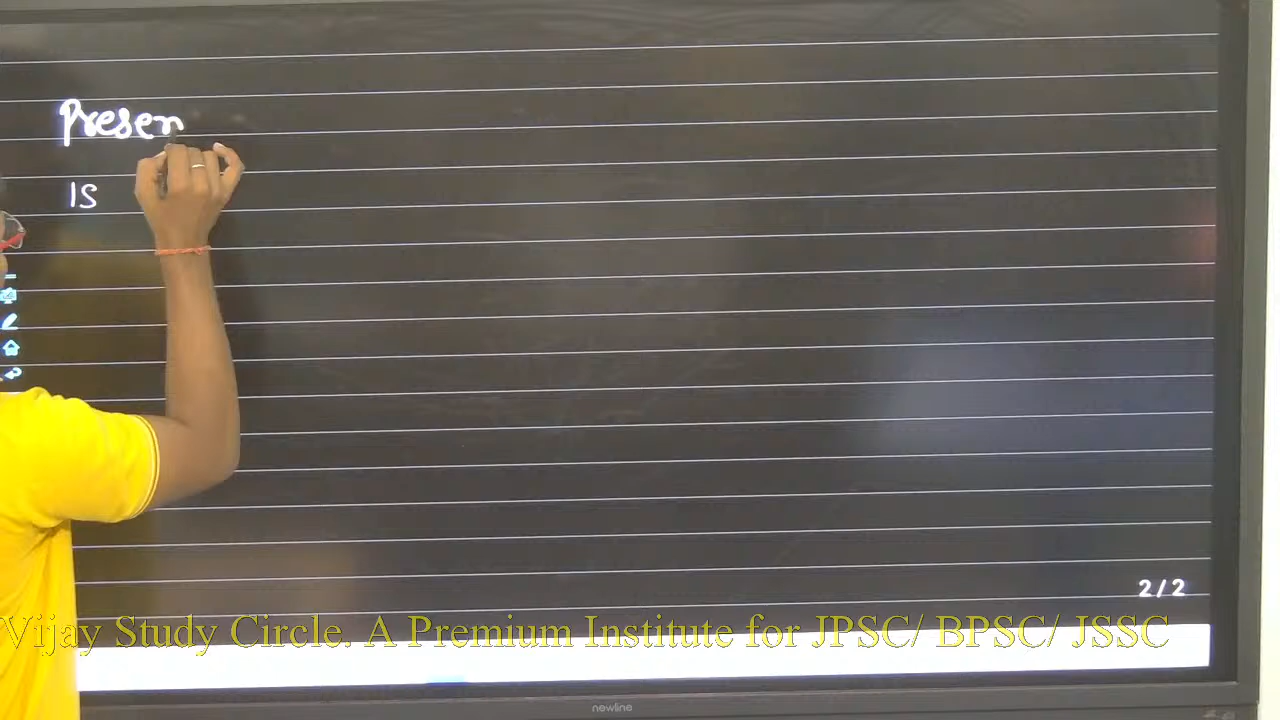 Presen
IS
2/2
Vijay Study Circle. A Premium Institute for JPSC/ BPSC/ JSSC
newline